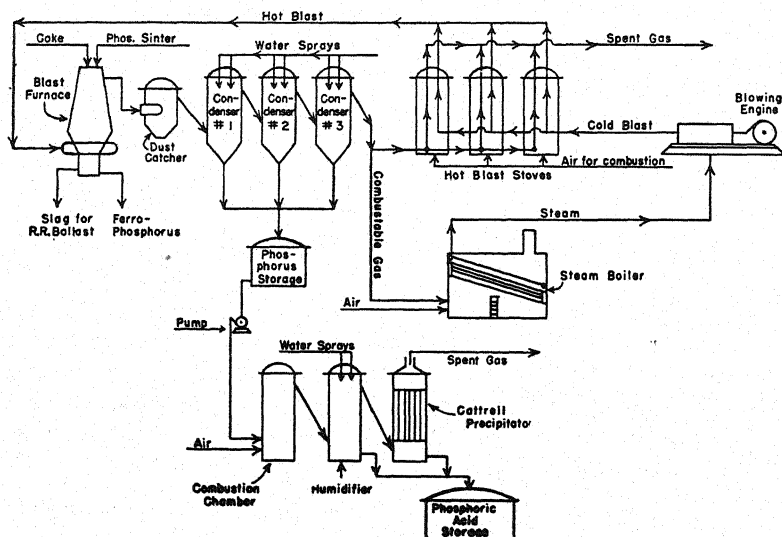 Hot Blast
Coke
Phos. Sinter
Water Sprays
Spent Gas
Blast
Furnace
Con-
denser
# 1
Con-
denser
# 2
Con-
denser
# 3
Dust
Catcher
Blowing
Engine
Cold Blast
Air for combustion
Hot Blast Stoves
Slag for
R.R. Ballast
Ferro-
Phosphorus
Combustable Gas
Steam
Phos-
phorus
Storage
Steam Boiler
Air
Pump
Water Sprays
Spent Gas
Cattrell
Precipitator
Air
Combustion
Chamber
Humidifier
Phosphoric
Acid
Storage